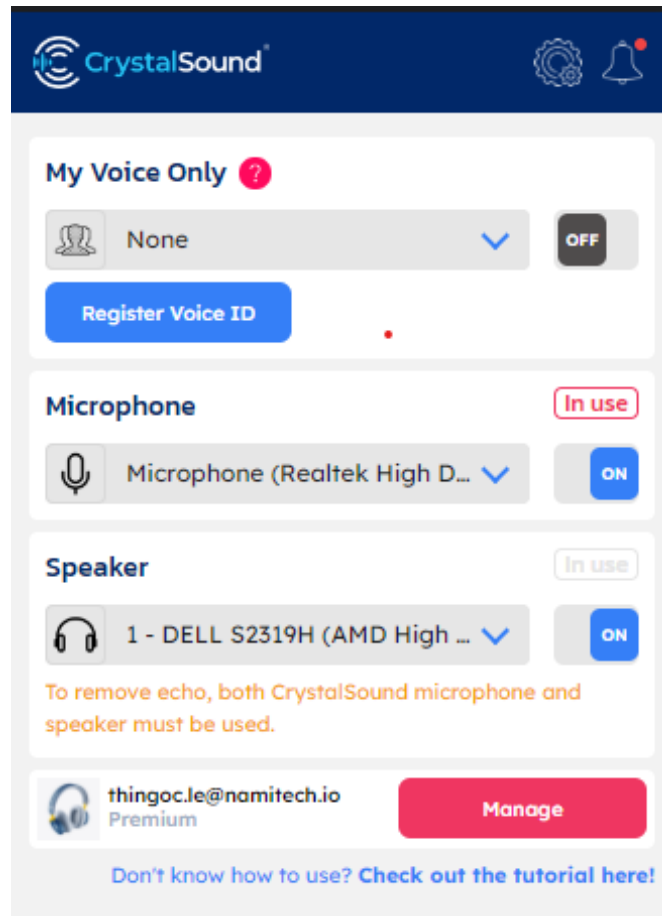 CrystalSound
My Voice Only ?
None
OFF
Register Voice ID
Microphone
In use
Microphone (Realtek High D...
ON
Speaker
In use
1 - DELL S2319H (AMD High ...
ON
To remove echo, both CrystalSound microphone and
speaker must be used.
thingoc.le@namitech.io
Premium
Manage
Don't know how to use? Check out the tutorial here!